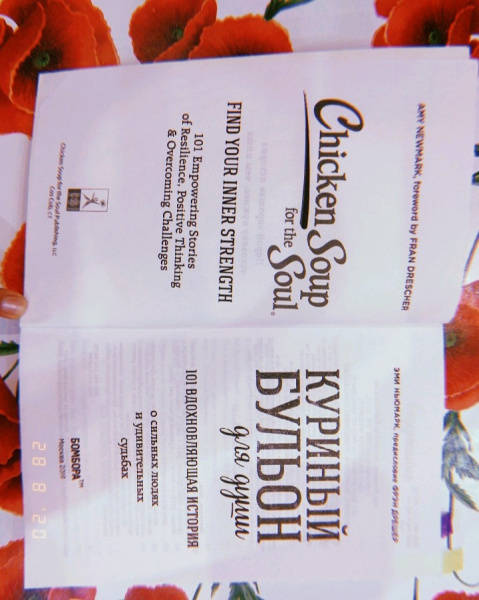 AMY NEWMARK, foreword by FRAN DRESCHER
Chicken Soup
for the
Soul®
FIND YOUR INNER STRENGTH
101 Empowering Stories
of Resilience, Positive Thinking
& Overcoming Challenges
Chicken Soup for the Soul Publishing, LLC
Cos Cob, CT
ЭМИ НЬЮМАРК, предисловие ФРЭН ДРЕШЕР
КУРИНЫЙ
БУЛЬОН
для души
101 ВДОХНОВЛЯЮЩАЯ ИСТОРИЯ
о сильных людях
и удивительных
судьбах
БОМБОРА™
Москва 2018
28 8 '20